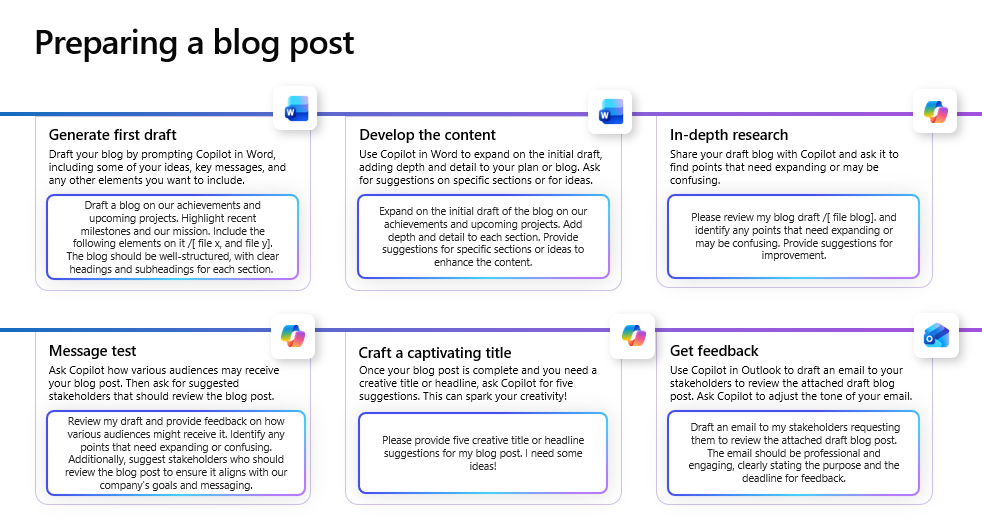 Preparing a blog post
W
Generate first draft
Draft your blog by prompting Copilot in Word,
including some of your ideas, key messages, and
any other elements you want to include.
Draft a blog on our achievements and
upcoming projects. Highlight recent
milestones and our mission. Include the
following elements on it /[ file x, and file y].
The blog should be well-structured, with clear
headings and subheadings for each section.
W
Develop the content
Use Copilot in Word to expand on the initial draft,
adding depth and detail to your plan or blog. Ask
for suggestions on specific sections or for ideas.
Expand on the initial draft of the blog on our
achievements and upcoming projects. Add
depth and detail to each section. Provide
suggestions for specific sections or ideas to
enhance the content.
In-depth research
Share your draft blog with Copilot and ask it to
find points that need expanding or may be
confusing.
Please review my blog draft /[ file blog]. and
identify any points that need expanding or
may be confusing. Provide suggestions for
improvement.
Message test
Ask Copilot how various audiences may receive
your blog post. Then ask for suggested
stakeholders that should review the blog post.
Review my draft and provide feedback on how
various audiences might receive it. Identify any
points that need expanding or confusing.
Additionally, suggest stakeholders who should
review the blog post to ensure it aligns with our
company's goals and messaging.
Craft a captivating title
Once your blog post is complete and you need a
creative title or headline, ask Copilot for five
suggestions. This can spark your creativity!
Please provide five creative title or headline
suggestions for my blog post. I need some
ideas!
O
Get feedback
Use Copilot in Outlook to draft an email to your
stakeholders to review the attached draft blog
post. Ask Copilot to adjust the tone of your email.
Draft an email to my stakeholders requesting
them to review the attached draft blog post.
The email should be professional and
engaging, clearly stating the purpose and the
deadline for feedback.